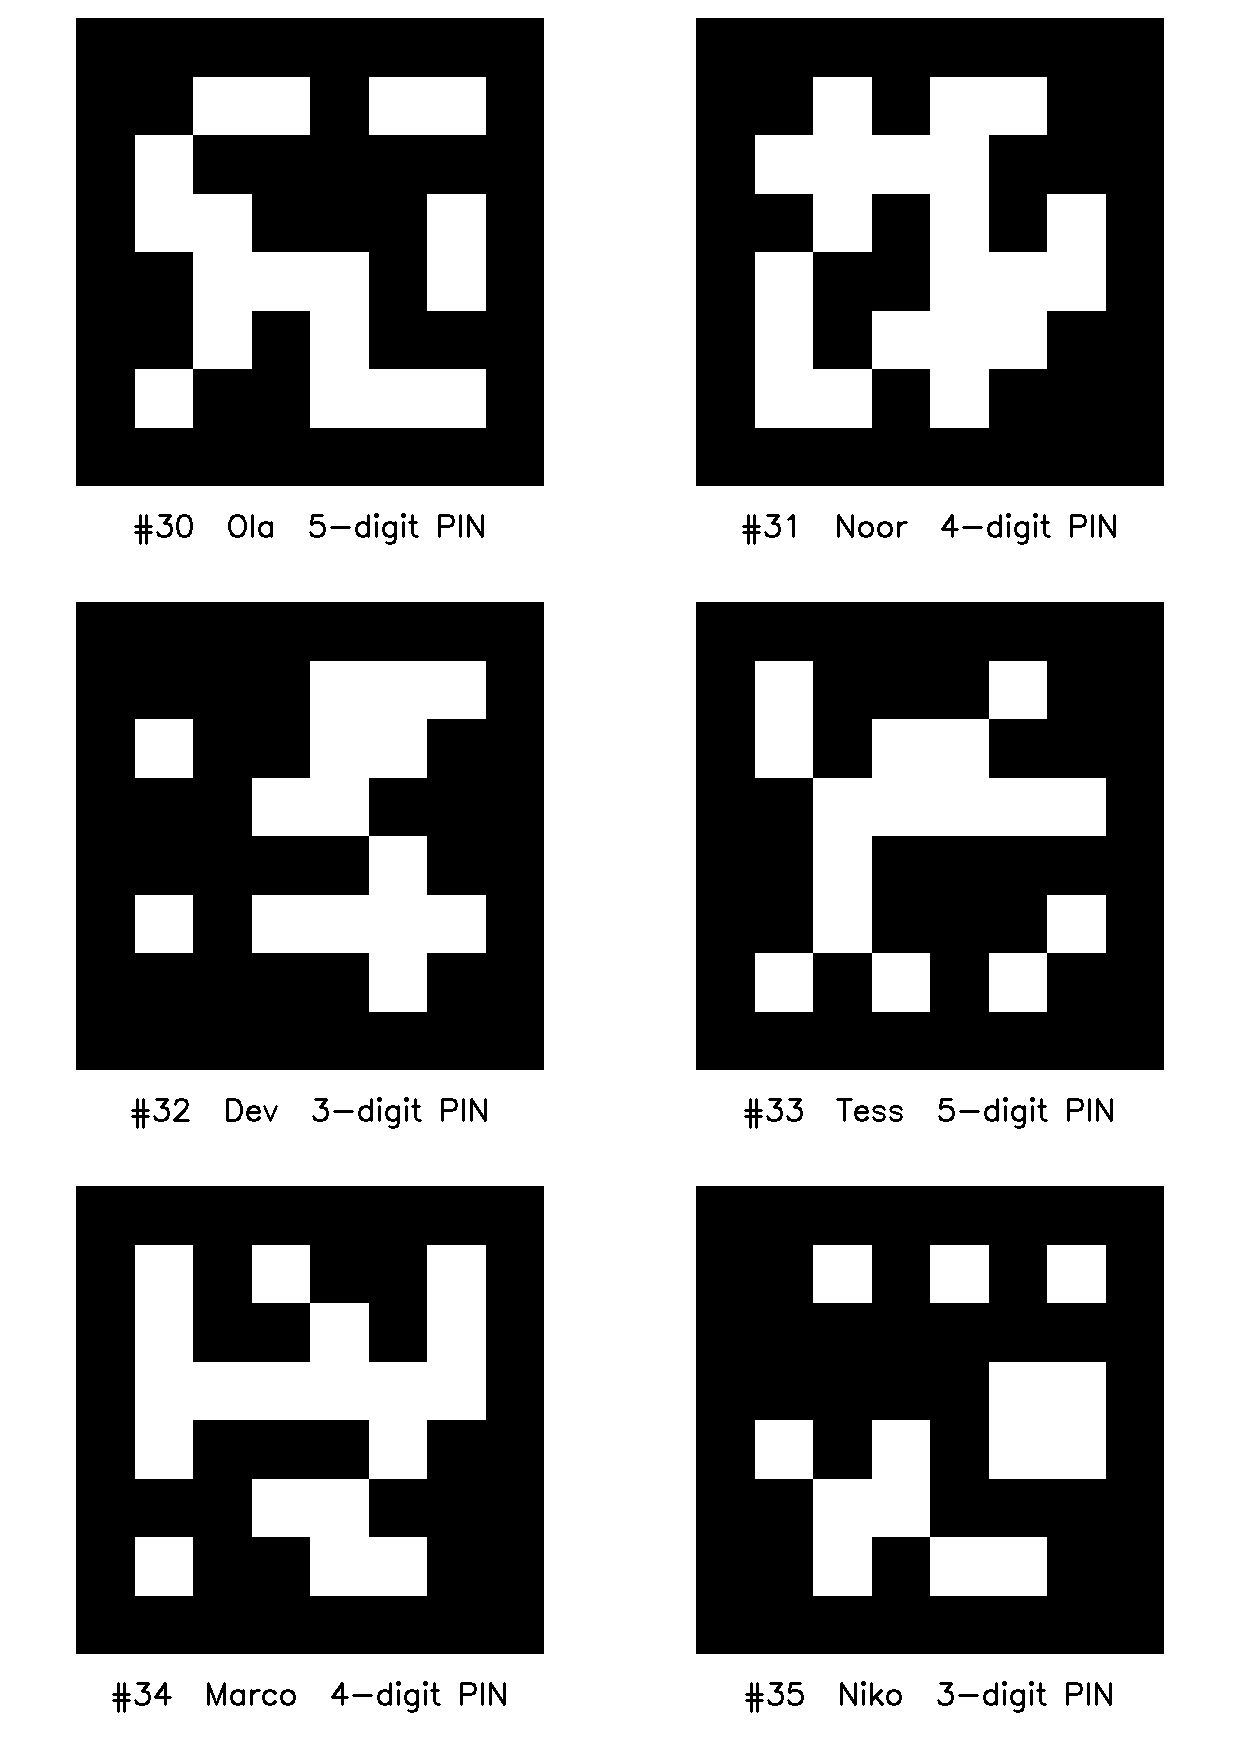 #30 Ola 5-digit PIN
#31 Noor 4-digit PIN
#32 Dev 3-digit PIN
#33 Tess 5-digit PIN
#34 Marco 4-digit PIN
#35 Niko 3-digit PIN